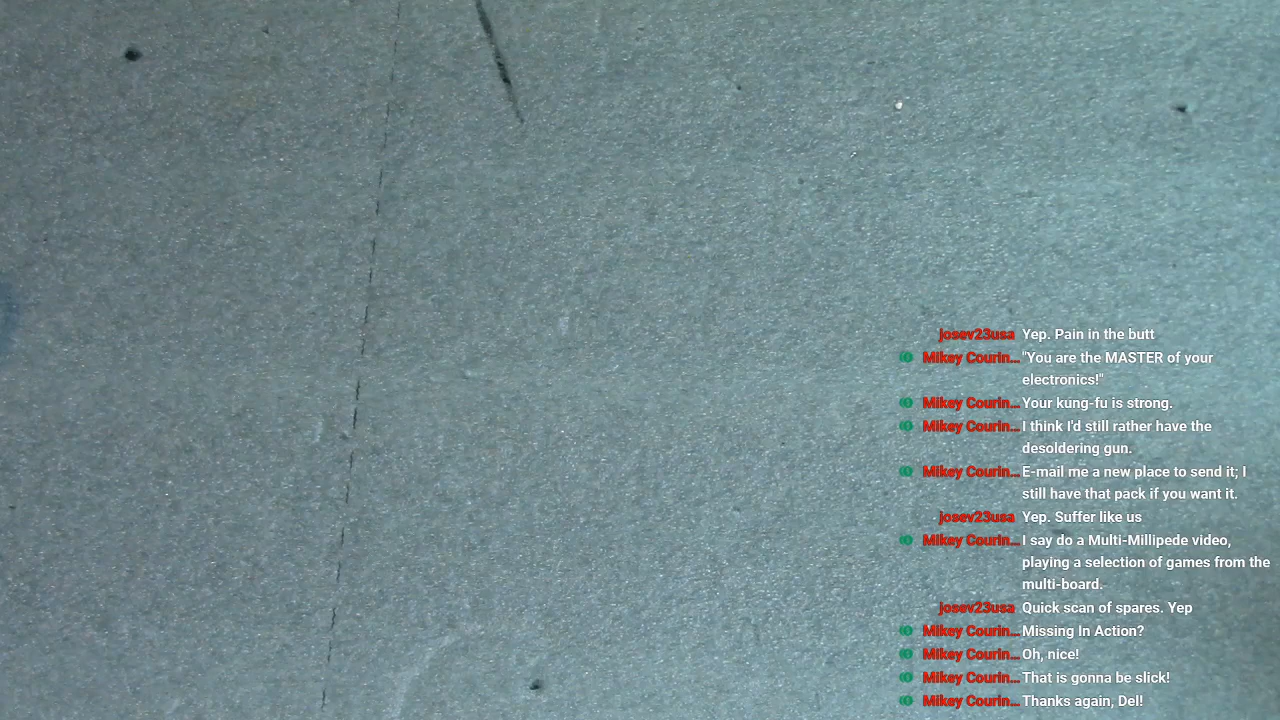 josev23usa Yep. Pain in the butt
Mikey Courin... "You are the MASTER of your
electronics!"
Mikey Courin... Your kung-fu is strong.
Mikey Courin... I think I'd still rather have the
desoldering gun.
Mikey Courin... E-mail me a new place to send it; I
still have that pack if you want it.
josev23usa Yep. Suffer like us
Mikey Courin... I say do a Multi-Millipede video,
playing a selection of games from the
multi-board.
josev23usa Quick scan of spares. Yep
Mikey Courin... Missing In Action?
Mikey Courin... Oh, nice!
Mikey Courin... That is gonna be slick!
Mikey Courin... Thanks again, Del!